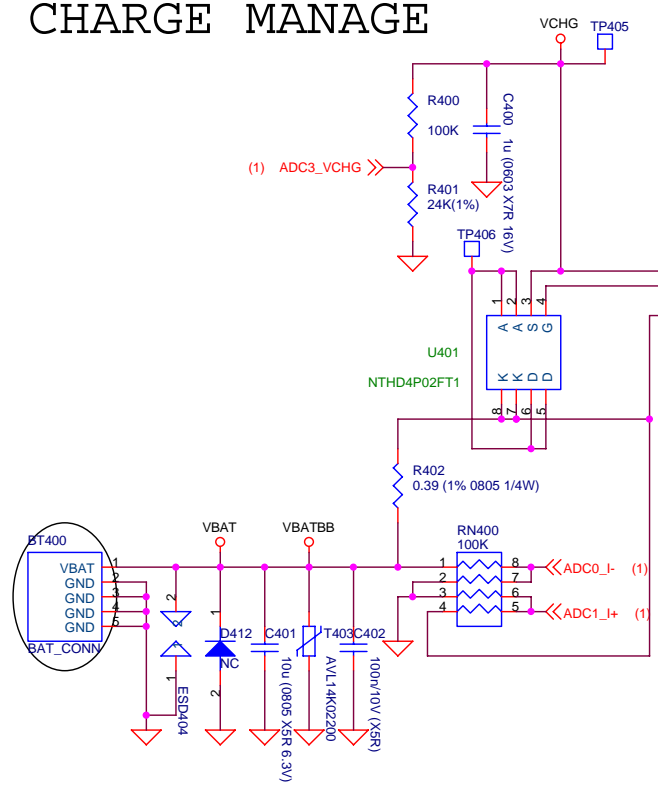 CHARGE MANAGE
VCHG
TP405
R400
100K
C400
1u (0603 X7R 16V)
(1) ADC3_VCHG
R401
24K(1%)
TP406
1
2
3
4
A
A
S
G
U401
NTHD4P02FT1
K
K
D
D
8
7
6
5
R402
0.39 (1% 0805 1/4W)
BT400
VBAT
VBATBB
RN400
100K
VBAT 1
GND 2
GND 3
GND 4
GND 5
BAT_CONN
1 8
2 7
3 6
4 5
ADC0_I- (1)
ADC1_I+ (1)
2
1
ESD404
1
D412
NC
2
C401
10u (0805 X5R 6.3V)
T403
AVL14K02200
C402
100n/10V (X5R)